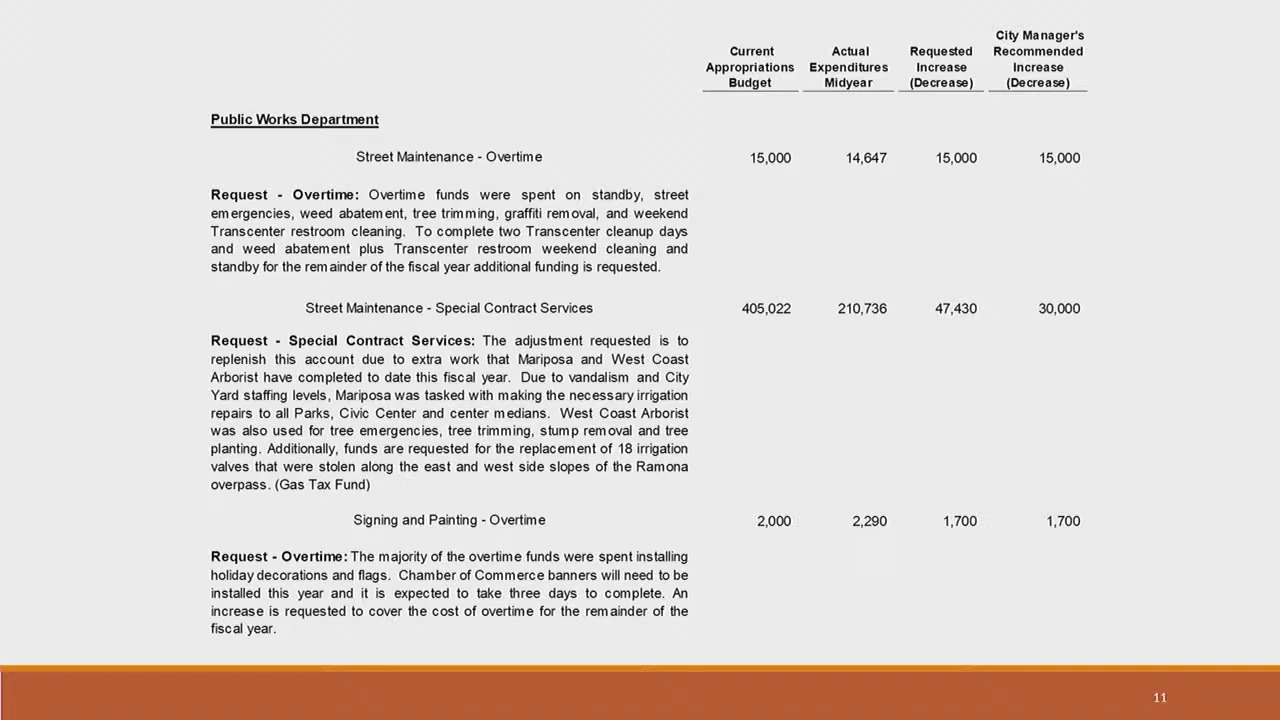 City Manager's
Current Actual Requested Recommended
Appropriations Expenditures Increase Increase
Budget Midyear (Decrease) (Decrease)
Public Works Department
Street Maintenance - Overtime 15,000 14,647 15,000 15,000
Request - Overtime: Overtime funds were spent on standby, street
emergencies, weed abatement, tree trimming, graffiti removal, and weekend
Transcenter restroom cleaning. To complete two Transcenter cleanup days
and weed abatement plus Transcenter restroom weekend cleaning and
standby for the remainder of the fiscal year additional funding is requested.
Street Maintenance - Special Contract Services 405,022 210,736 47,430 30,000
Request - Special Contract Services: The adjustment requested is to
replenish this account due to extra work that Mariposa and West Coast
Arborist have completed to date this fiscal year. Due to vandalism and City
Yard staffing levels, Mariposa was tasked with making the necessary irrigation
repairs to all Parks, Civic Center and center medians. West Coast Arborist
was also used for tree emergencies, tree trimming, stump removal and tree
planting. Additionally, funds are requested for the replacement of 18 irrigation
valves that were stolen along the east and west side slopes of the Ramona
overpass. (Gas Tax Fund)
Signing and Painting - Overtime 2,000 2,290 1,700 1,700
Request - Overtime: The majority of the overtime funds were spent installing
holiday decorations and flags. Chamber of Commerce banners will need to be
installed this year and it is expected to take three days to complete. An
increase is requested to cover the cost of overtime for the remainder of the
fiscal year.
11